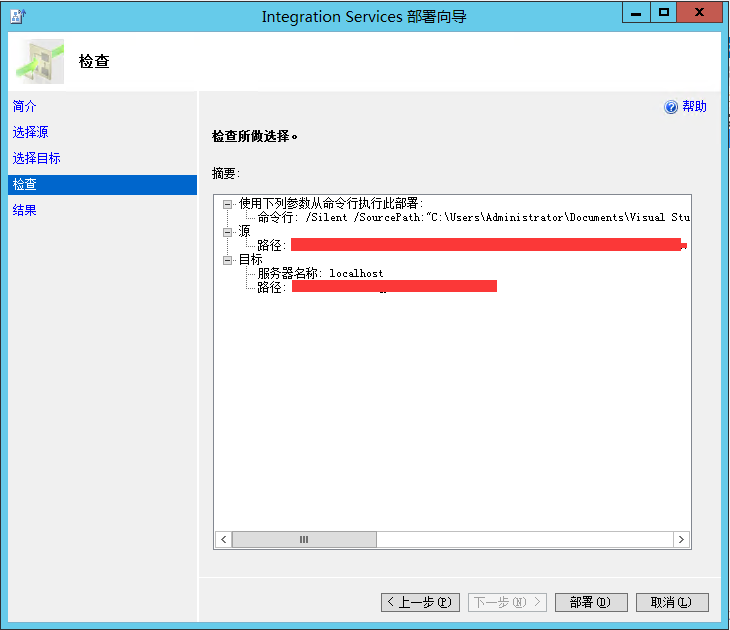 Integration Services 部署向导
检查
简介
选择源
选择目标
检查
结果
帮助
检查所做选择。
摘要:
使用下列参数从命令行执行此部署:
命令行: /Silent /SourcePath:"C:\Users\Administrator\Documents\Visual Stu
源
路径:
目标
服务器名称: localhost
路径:
< 上一步(P)
下一步(N) >
部署(D)
取消(L)